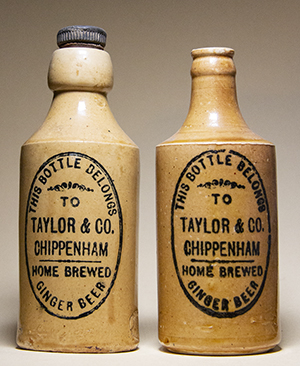 THIS BOTTLE BELONGS
TO
TAYLOR & CO.
CHIPPENHAM
HOME BREWED
GINGER BEER
THIS BOTTLE BELONGS
TO
TAYLOR & CO.
CHIPPENHAM
HOME BREWED
GINGER BEER